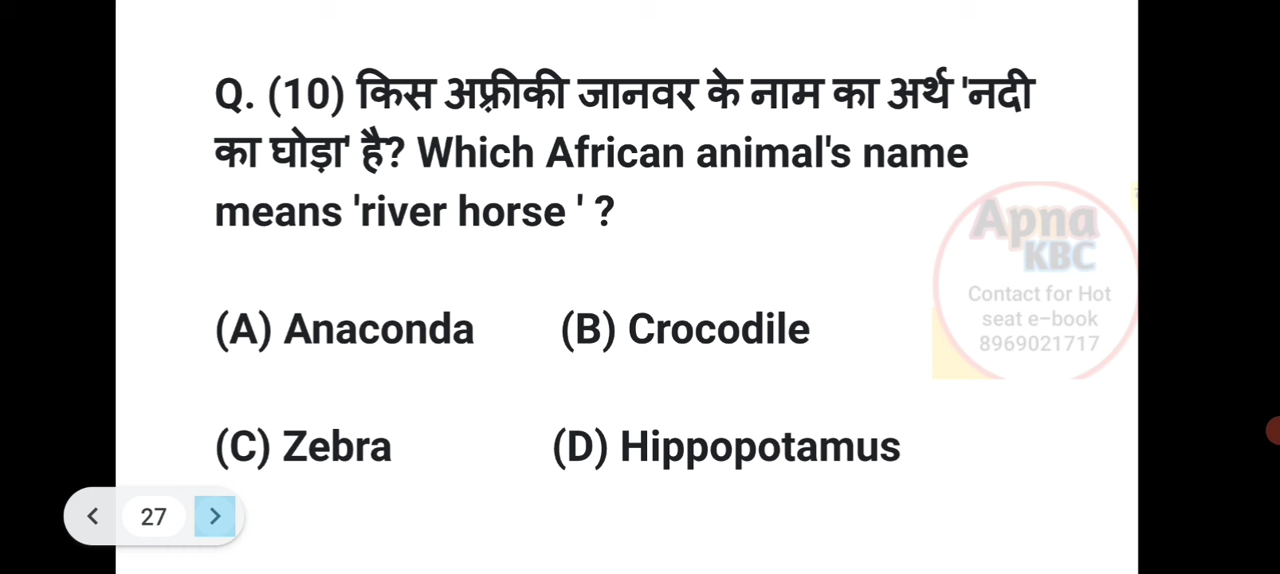 Q. (10) किस अफ़्रीकी जानवर के नाम का अर्थ 'नदी
का घोड़ा' है? Which African animal's name
means 'river horse ' ?
Apna
KBC
Contact for Hot
seat e-book
8969021717
(A) Anaconda (B) Crocodile
(C) Zebra (D) Hippopotamus
27